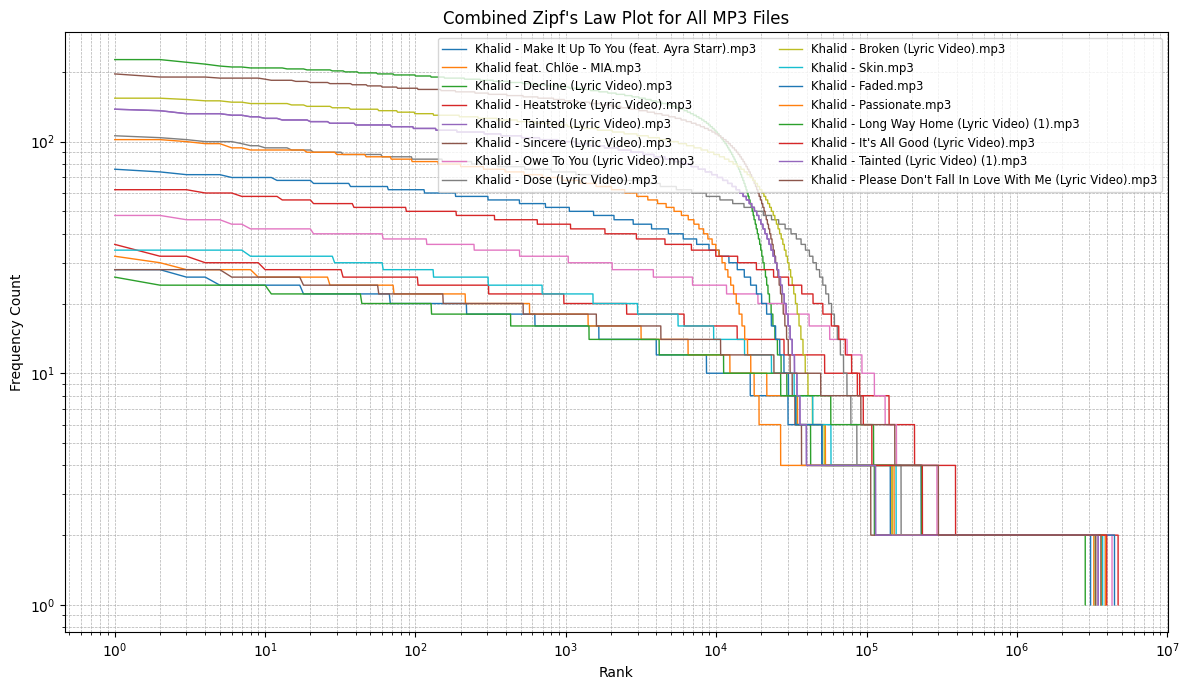 Combined Zipf's Law Plot for All MP3 Files
Khalid - Make It Up To You (feat. Ayra Starr).mp3
Khalid feat. Chlöe - MIA.mp3
Khalid - Decline (Lyric Video).mp3
Khalid - Heatstroke (Lyric Video).mp3
Khalid - Tainted (Lyric Video).mp3
Khalid - Sincere (Lyric Video).mp3
Khalid - Owe To You (Lyric Video).mp3
Khalid - Dose (Lyric Video).mp3
Khalid - Broken (Lyric Video).mp3
Khalid - Skin.mp3
Khalid - Faded.mp3
Khalid - Passionate.mp3
Khalid - Long Way Home (Lyric Video) (1).mp3
Khalid - It's All Good (Lyric Video).mp3
Khalid - Tainted (Lyric Video) (1).mp3
Khalid - Please Don't Fall In Love With Me (Lyric Video).mp3
Frequency Count
10²
10¹
10⁰
10⁰ 10¹ 10² 10³ 10⁴ 10⁵ 10⁶ 10⁷
Rank